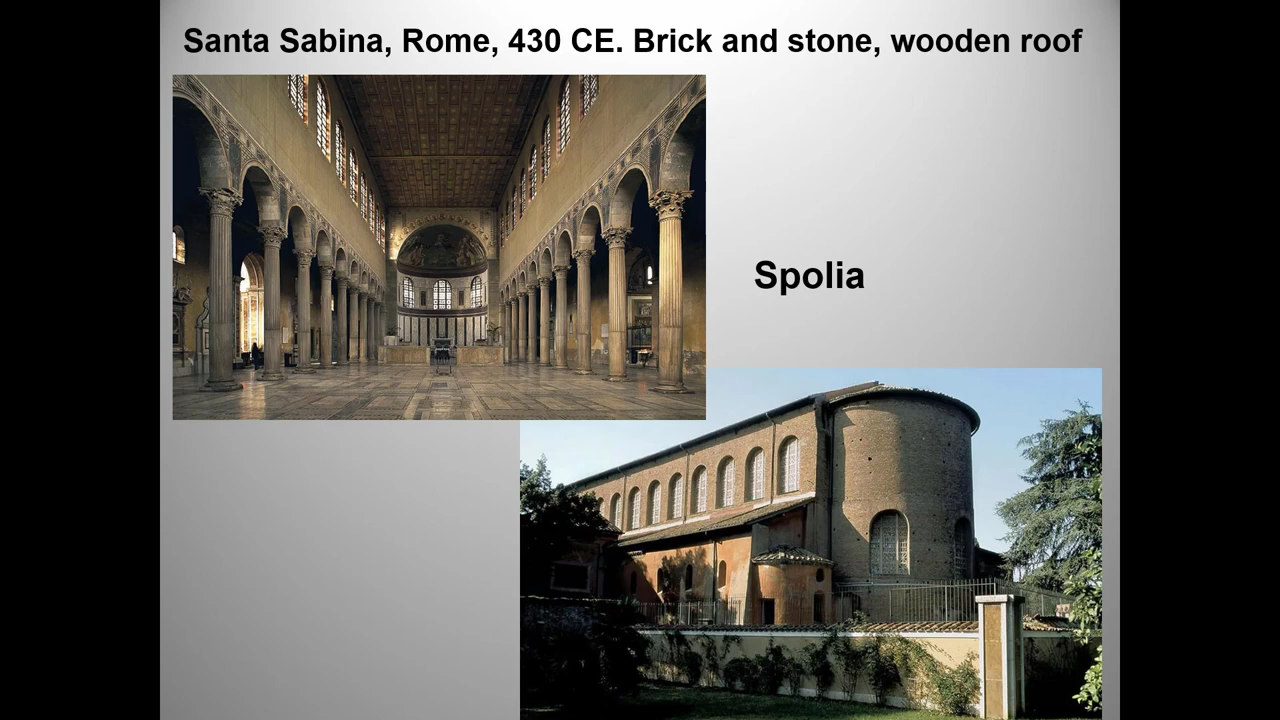 Santa Sabina, Rome, 430 CE. Brick and stone, wooden roof
Spolia